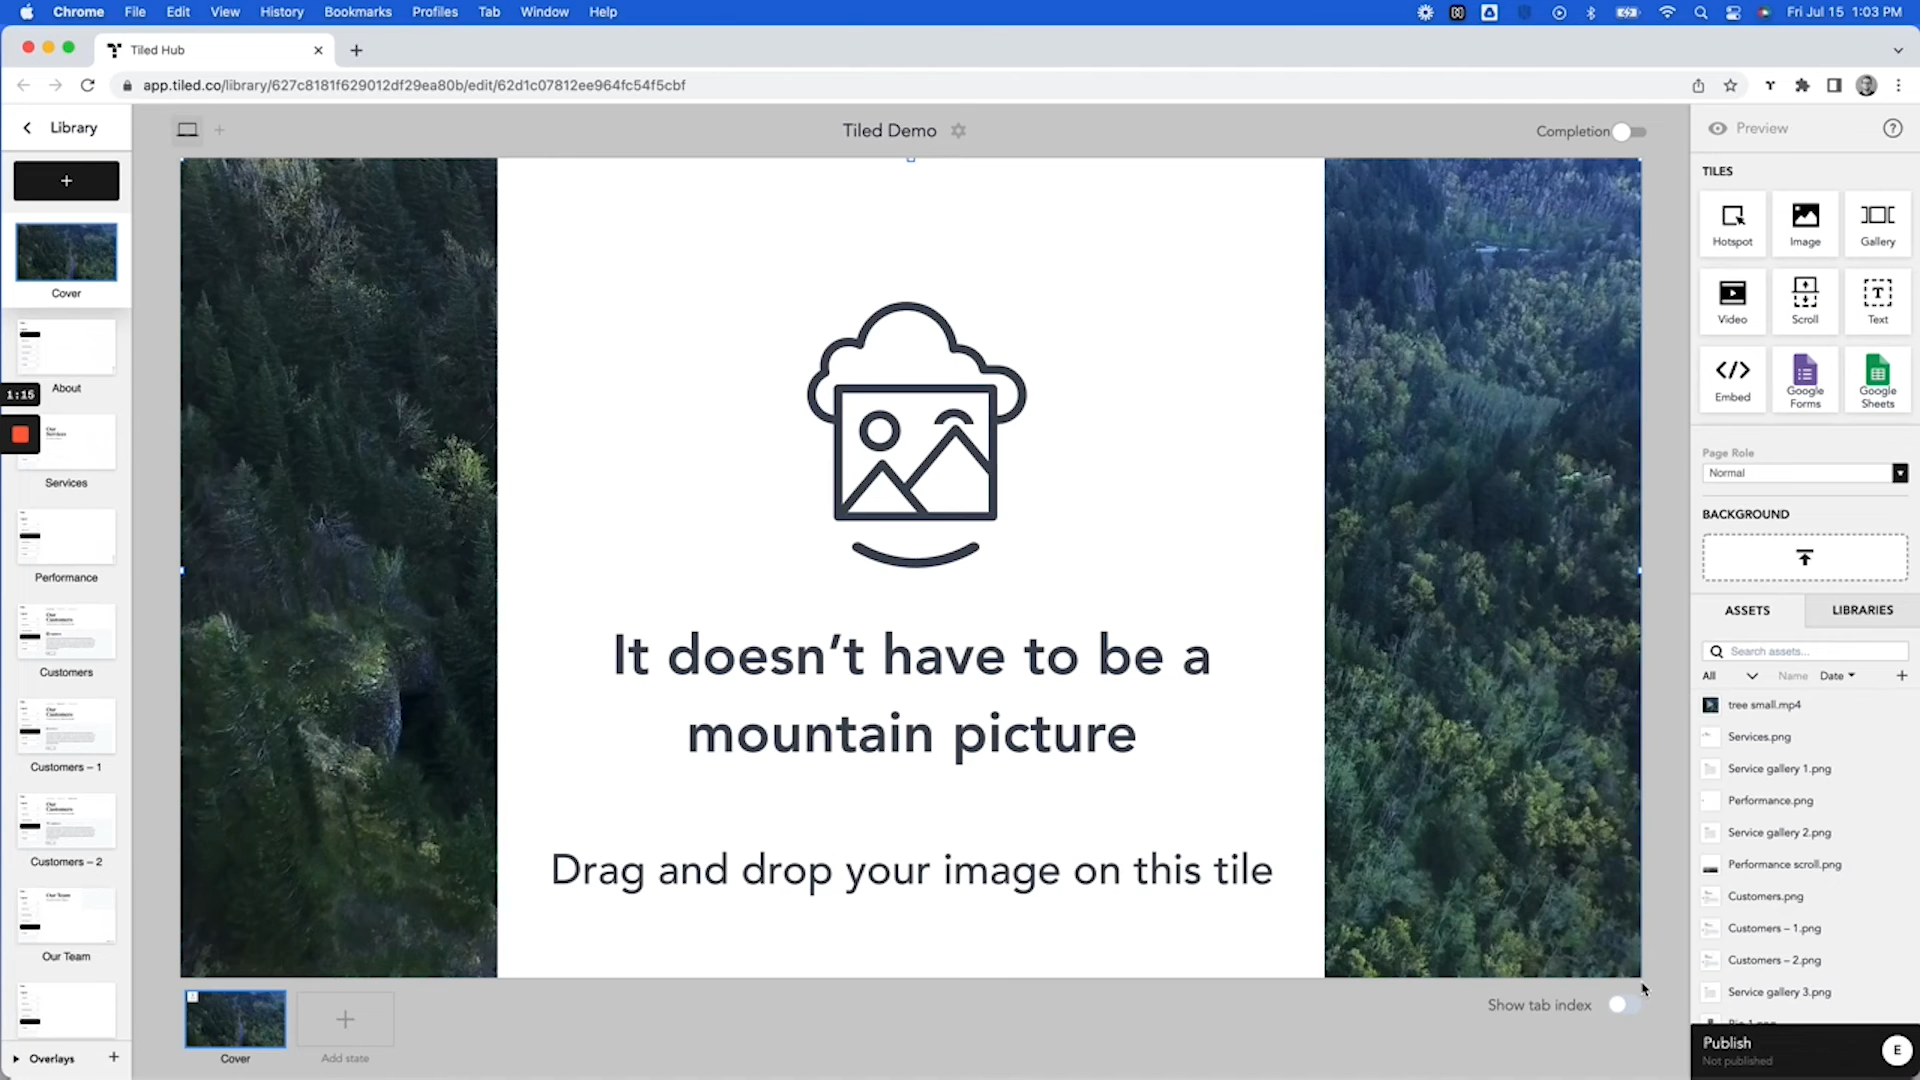 Chrome File Edit View History Bookmarks Profiles Tab Window Help
Fri Jul 15 1:03 PM
Tiled Hub
app.tiled.co/library/627c8181f629012df29ea80b/edit/62d1c07812ee964fc54f5cbf
Library
Tiled Demo
Completion
Preview
Cover
About
1:15
Services
Performance
Customers
Customers – 1
Customers – 2
Our Team
Overlays
It doesn't have to be a
mountain picture
Drag and drop your image on this tile
Cover
Add state
Show tab index
TILES
Hotspot Image Gallery
Video Scroll Text
Embed Google Forms Google Sheets
Page Role
Normal
BACKGROUND
ASSETS LIBRARIES
Search assets...
All Name Date
tree small.mp4
Services.png
Service gallery 1.png
Performance.png
Service gallery 2.png
Performance scroll.png
Customers.png
Customers – 1.png
Customers – 2.png
Service gallery 3.png
Publish
Not published
E